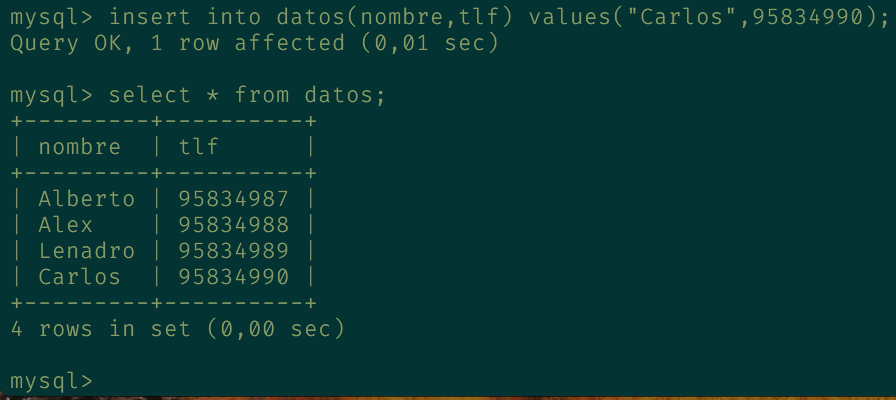 mysql> insert into datos(nombre,tlf) values("Carlos",95834990);
Query OK, 1 row affected (0,01 sec)
mysql> select * from datos;
+---------+----------+
| nombre  | tlf      |
+---------+----------+
| Alberto | 95834987 |
| Alex    | 95834988 |
| Lenadro | 95834989 |
| Carlos  | 95834990 |
+---------+----------+
4 rows in set (0,00 sec)
mysql>